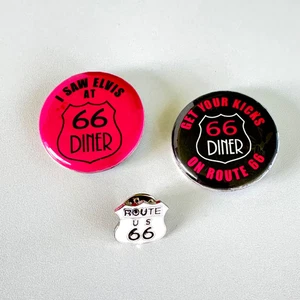 I SAW ELVIS
AT
66
DINER
GET YOUR KICKS
66
DINER
ON ROUTE 66
ROUTE
U S
66